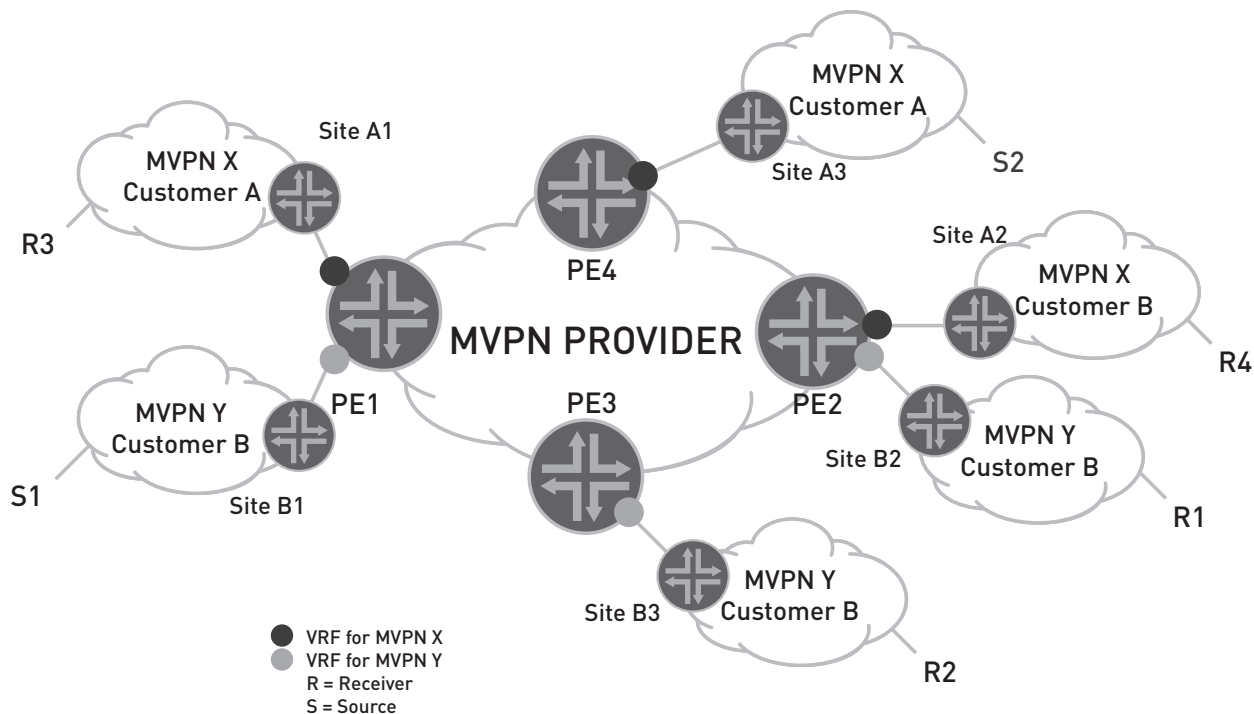 MVPN X
Customer A
Site A3
S2
Site A1
MVPN X
Customer A
R3
PE4
Site A2
MVPN X
Customer B
R4
MVPN PROVIDER
PE1
PE3
PE2
MVPN Y
Customer B
Site B1
S1
Site B2
MVPN Y
Customer B
R1
Site B3
MVPN Y
Customer B
R2
VRF for MVPN X
VRF for MVPN Y
R = Receiver
S = Source